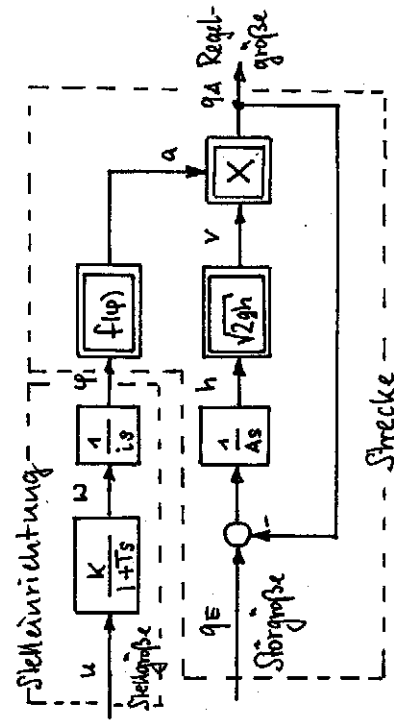 Stelleinrichtung
u
Stellgröße
K
1+Ts
ω
1
is
φ
f(φ)
a
qE
Störgröße
-
1
As
h
√2gh
v
X
qA Regel-
größe
Strecke